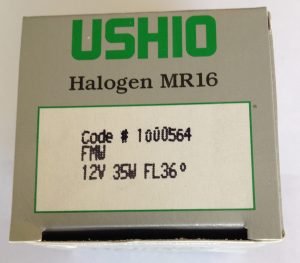 USHIO
Halogen MR16
Code # 1000564
FMW
12V 35W FL36°